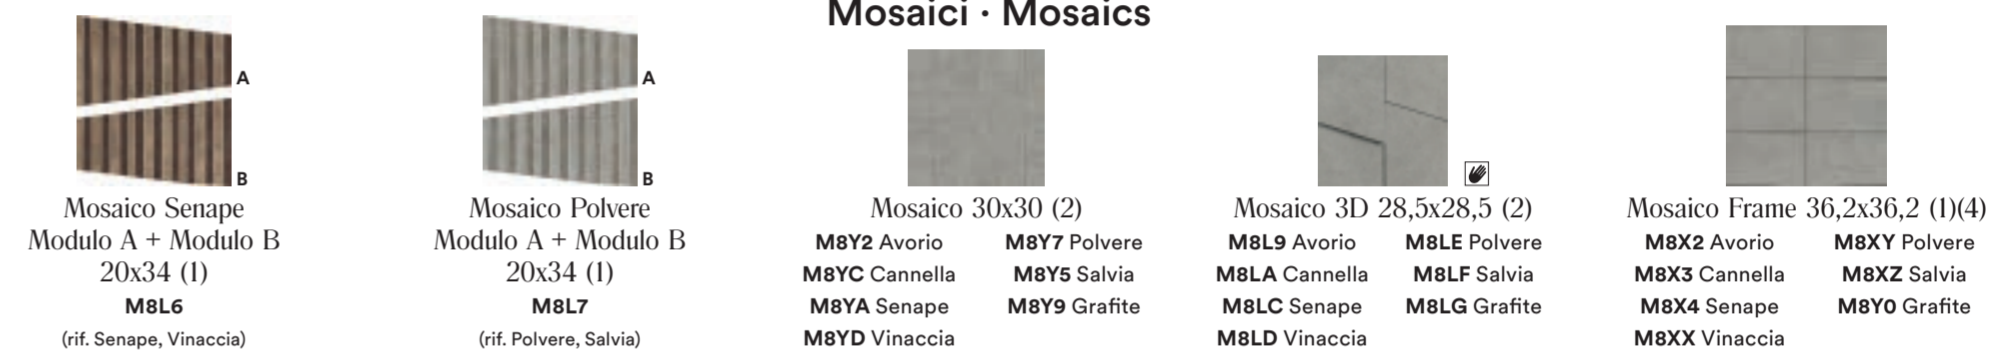 Mosaici · Mosaics
A
B
Mosaico Senape
Modulo A + Modulo B
20x34 (1)
M8L6
(rif. Senape, Vinaccia)
A
B
Mosaico Polvere
Modulo A + Modulo B
20x34 (1)
M8L7
(rif. Polvere, Salvia)
Mosaico 30x30 (2)
M8Y2 Avorio
M8YC Cannella
M8YA Senape
M8YD Vinaccia
M8Y7 Polvere
M8Y5 Salvia
M8Y9 Grafite
Mosaico 3D 28,5x28,5 (2)
M8L9 Avorio
M8LA Cannella
M8LC Senape
M8LD Vinaccia
M8LE Polvere
M8LF Salvia
M8LG Grafite
Mosaico Frame 36,2x36,2 (1)(4)
M8X2 Avorio
M8X3 Cannella
M8X4 Senape
M8XX Vinaccia
M8XY Polvere
M8XZ Salvia
M8Y0 Grafite